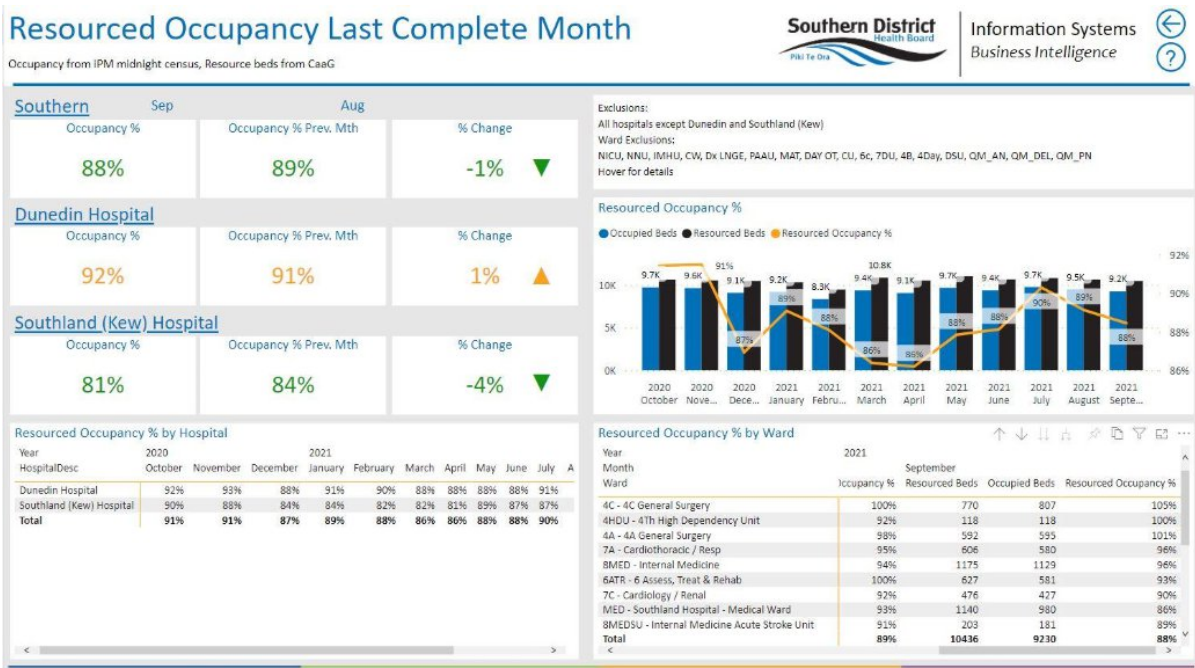 Resourced Occupancy Last Complete Month
Occupancy from IPM midnight census, Resource beds from CaaG
Southern District
Health Board
Piki Te Ora
Information Systems
Business Intelligence
Southern Sep Aug
Occupancy % Occupancy % Prev. Mth % Change
88% 89% -1%
Dunedin Hospital
Occupancy % Occupancy % Prev. Mth % Change
92% 91% 1%
Southland (Kew) Hospital
Occupancy % Occupancy % Prev. Mth % Change
81% 84% -4%
Exclusions:
All hospitals except Dunedin and Southland (Kew)
Ward Exclusions:
NICU, NNU, IMHU, CW, Dx LNGE, PAAU, MAT, DAY OT, CU, 6c, 7DU, 4B, 4Day, DSU, QM_AN, QM_DEL, QM_PN
Hover for details
Resourced Occupancy %
Occupied Beds Resourced Beds Resourced Occupancy %
10K 5K 0K
9.7K 9.6K 9.1K 9.2K 8.3K 9.4K 10.8K 9.1K 9.7K 9.4K 9.7K 9.5K 9.2K
91% 87% 89% 88% 86% 86% 88% 88% 90% 89% 88%
92% 90% 88% 86%
2020 2020 2020 2021 2021 2021 2021 2021 2021 2021 2021 2021
October Nove... Dece... January Febru... March April May June July August Septe...
Resourced Occupancy % by Hospital
Year 2020 2021
HospitalDesc October November December January February March April May June July A
Dunedin Hospital 92% 93% 88% 91% 90% 88% 88% 88% 88% 91%
Southland (Kew) Hospital 90% 88% 84% 84% 82% 82% 81% 89% 87% 87%
Total 91% 91% 87% 89% 88% 86% 86% 88% 88% 90%
Resourced Occupancy % by Ward
Year 2021
Month September
Ward Occupancy % Resourced Beds Occupied Beds Resourced Occupancy %
4C - 4C General Surgery 100% 770 807 105%
4HDU - 4Th High Dependency Unit 92% 118 118 100%
4A - 4A General Surgery 98% 592 595 101%
7A - Cardiothoracic / Resp 95% 606 580 96%
8MED - Internal Medicine 94% 1175 1129 96%
6ATR - 6 Assess, Treat & Rehab 100% 627 581 93%
7C - Cardiology / Renal 92% 476 427 90%
MED - Southland Hospital - Medical Ward 93% 1140 980 86%
8MEDSU - Internal Medicine Acute Stroke Unit 91% 203 181 89%
Total 89% 10436 9230 88%